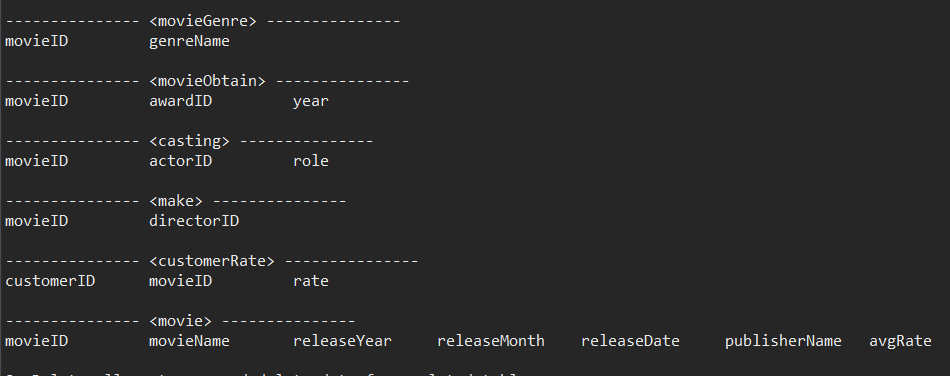 --------------- <movieGenre> ---------------
movieID genreName
--------------- <movieObtain> ---------------
movieID awardID year
--------------- <casting> ---------------
movieID actorID role
--------------- <make> ---------------
movieID directorID
--------------- <customerRate> ---------------
customerID movieID rate
--------------- <movie> ---------------
movieID movieName releaseYear releaseMonth releaseDate publisherName avgRate